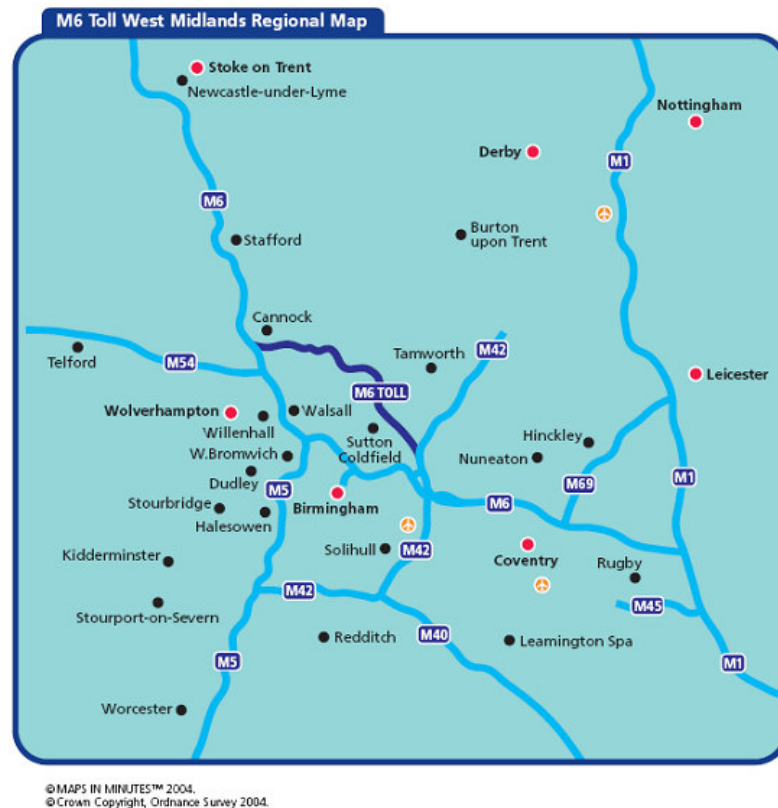 M6 Toll West Midlands Regional Map
Stoke on Trent
Newcastle-under-Lyme
Nottingham
Derby
M1
M6
Stafford
Burton
upon Trent
Cannock
Telford
M54
Tamworth
M42
M6 TOLL
Leicester
Wolverhampton
Walsall
Willenhall
Sutton
Coldfield
Hinckley
W.Bromwich
Nuneaton
Dudley
M5
M69
M1
Stourbridge
Birmingham
M6
Halesowen
Kidderminster
Solihull
M42
Coventry
Rugby
M42
M45
Stourport-on-Severn
Redditch
M40
Leamington Spa
M5
M1
Worcester
©MAPS IN MINUTES™ 2004.
©Crown Copyright, Ordnance Survey 2004.